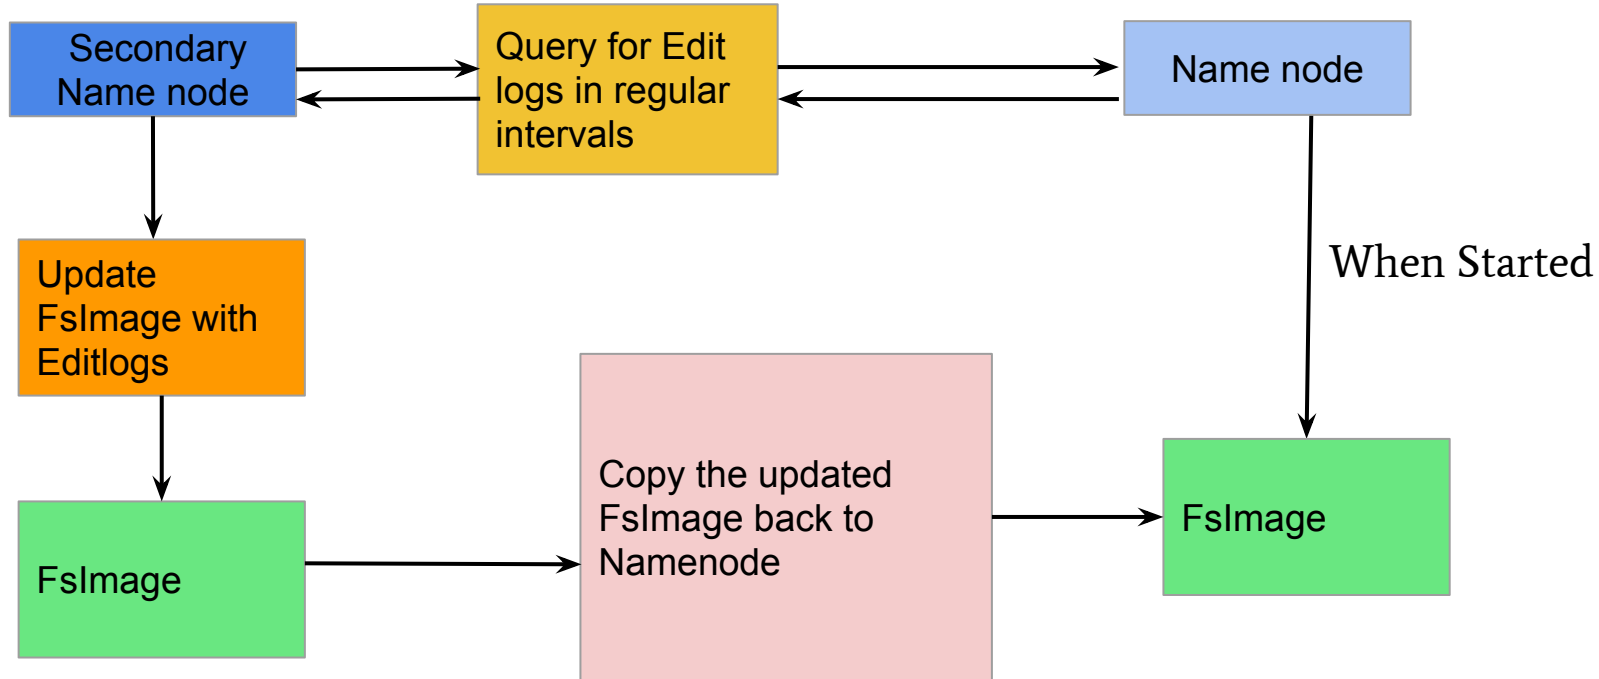 Secondary
Name node
Query for Edit
logs in regular
intervals
Name node
When Started
Update
FsImage with
Editlogs
Copy the updated
FsImage back to
Namenode
FsImage
FsImage